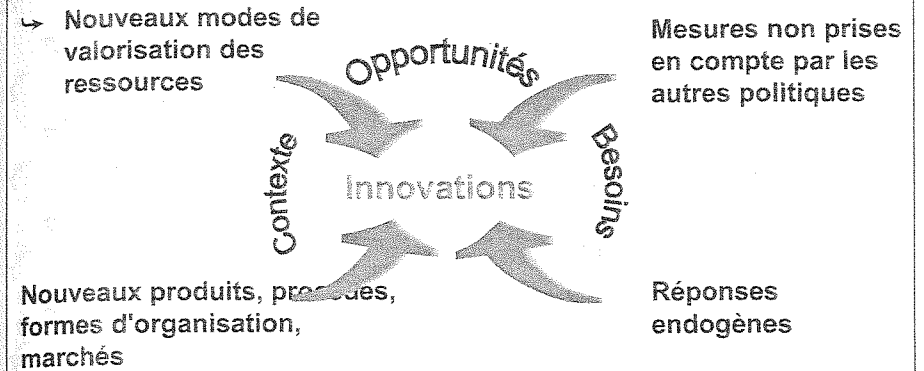 ↪ Nouveaux modes de
valorisation des
ressources
Opportunités
Mesures non prises
en compte par les
autres politiques
Contexte
Innovations
Besoins
Nouveaux produits, procédés,
formes d'organisation,
marchés
Réponses
endogènes